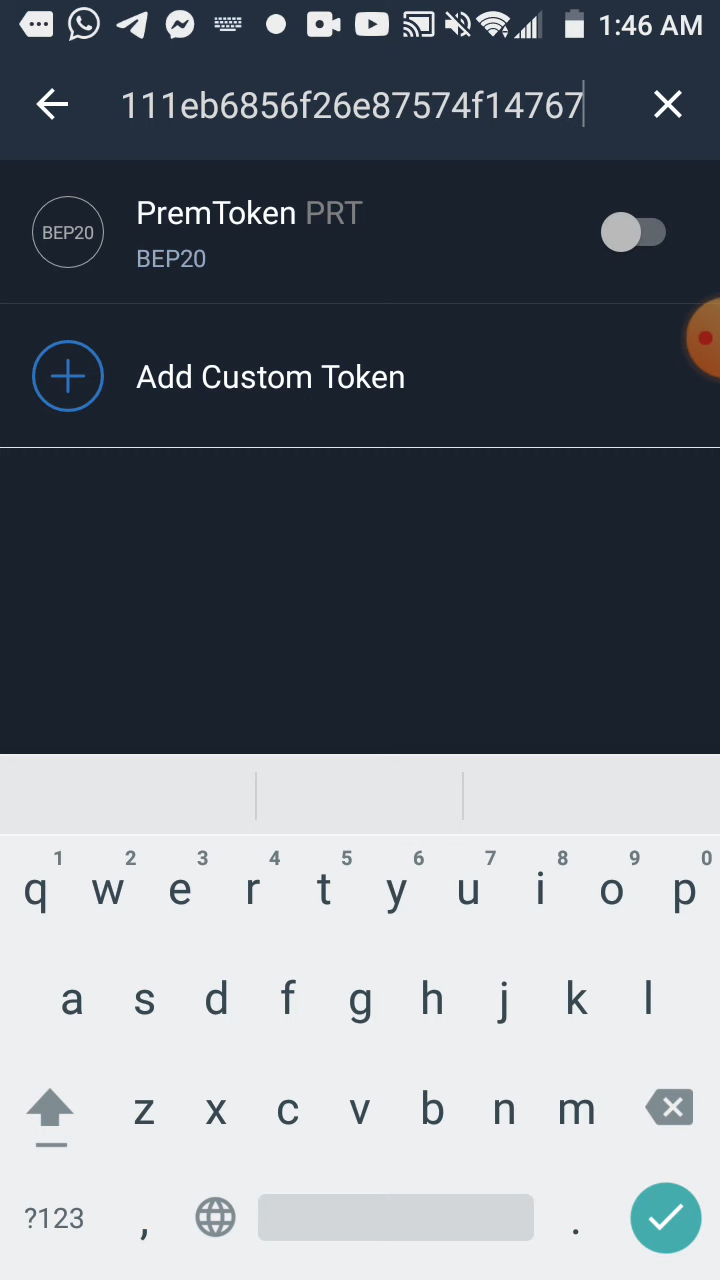 1:46 AM
111eb6856f26e87574f14767
BEP20
PremToken PRT
BEP20
Add Custom Token
1 2 3 4 5 6 7 8 9 0
q w e r t y u i o p
a s d f g h j k l
z x c v b n m
?123 , .